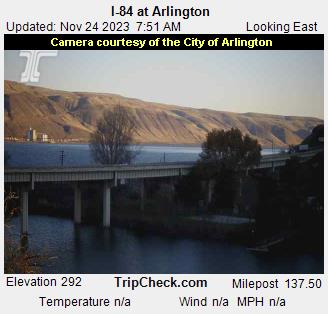 I-84 at Arlington
Updated: Nov 24 2023 7:51 AM Looking East
Camera courtesy of the City of Arlington
Elevation 292 TripCheck.com Milepost 137.50
Temperature n/a Wind n/a MPH n/a